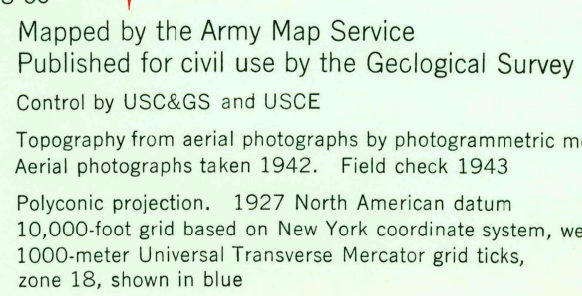 Mapped by the Army Map Service
Published for civil use by the Geological Survey
Control by USC&GS and USCE
Topography from aerial photographs by photogrammetric
Aerial photographs taken 1942. Field check 1943
Polyconic projection. 1927 North American datum
10,000-foot grid based on New York coordinate system,
1000-meter Universal Transverse Mercator grid ticks,
zone 18, shown in blue